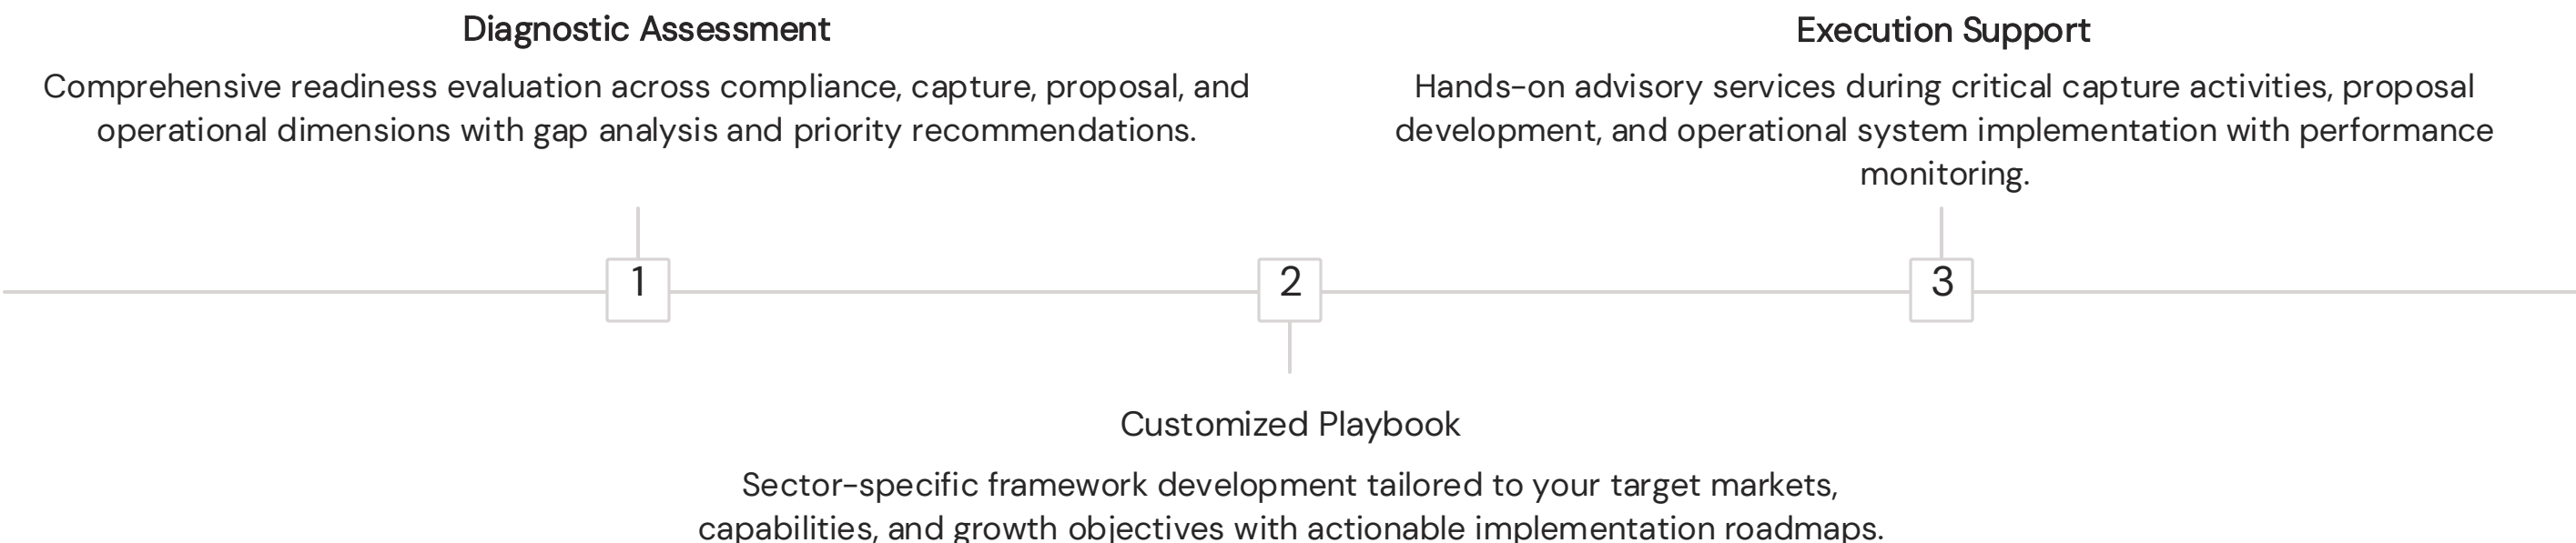 Diagnostic Assessment
Comprehensive readiness evaluation across compliance, capture, proposal, and
operational dimensions with gap analysis and priority recommendations.
Execution Support
Hands-on advisory services during critical capture activities, proposal
development, and operational system implementation with performance
monitoring.
1
2
3
Customized Playbook
Sector-specific framework development tailored to your target markets,
capabilities, and growth objectives with actionable implementation roadmaps.